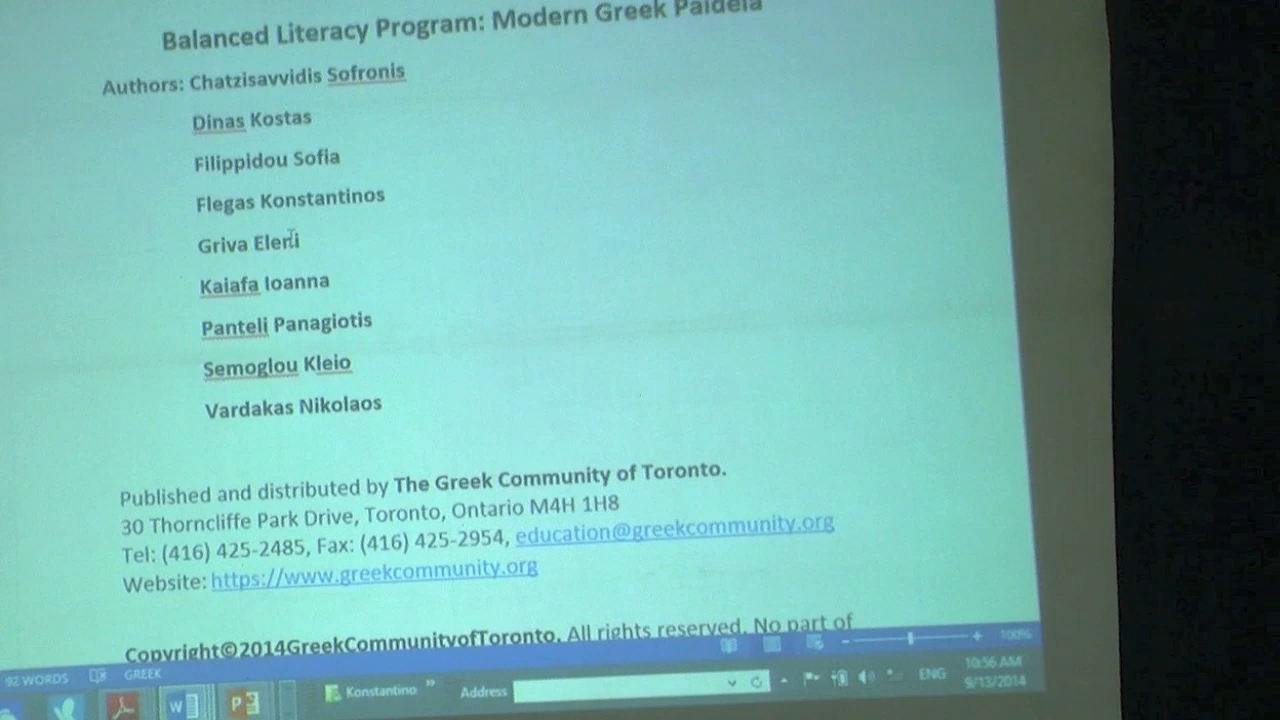 Balanced Literacy Program: Modern Greek Paideia
Authors: Chatzisavvidis Sofronis
Dinas Kostas
Filippidou Sofia
Flegas Konstantinos
Griva Eleni
Kaiafa Ioanna
Panteli Panagiotis
Semoglou Kleio
Vardakas Nikolaos
Published and distributed by The Greek Community of Toronto.
30 Thorncliffe Park Drive, Toronto, Ontario M4H 1H8
Tel: (416) 425-2485, Fax: (416) 425-2954, education@greekcommunity.org
Website: https://www.greekcommunity.org
Copyright©2014GreekCommunityofToronto. All rights reserved. No part of
92 WORDS GREEK 100%
Konstantino » Address ENG 10:56 AM
9/13/2014